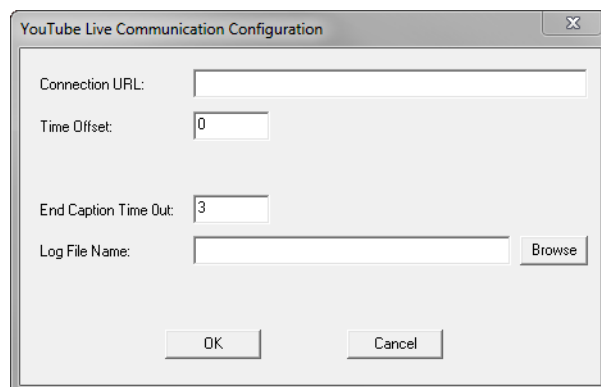 YouTube Live Communication Configuration
Connection URL:
Time Offset: 0
End Caption Time Out: 3
Log File Name: Browse
OK Cancel